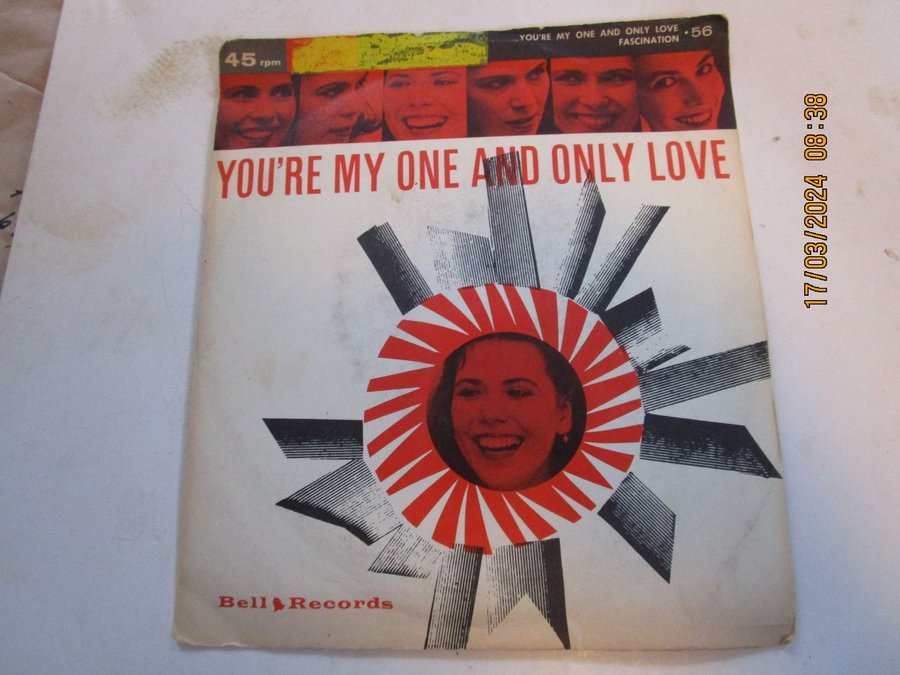 45 rpm
YOU'RE MY ONE AND ONLY LOVE
FASCINATION
• 56
YOU'RE MY ONE AND ONLY LOVE
Bell Records
17/03/2024 08:38